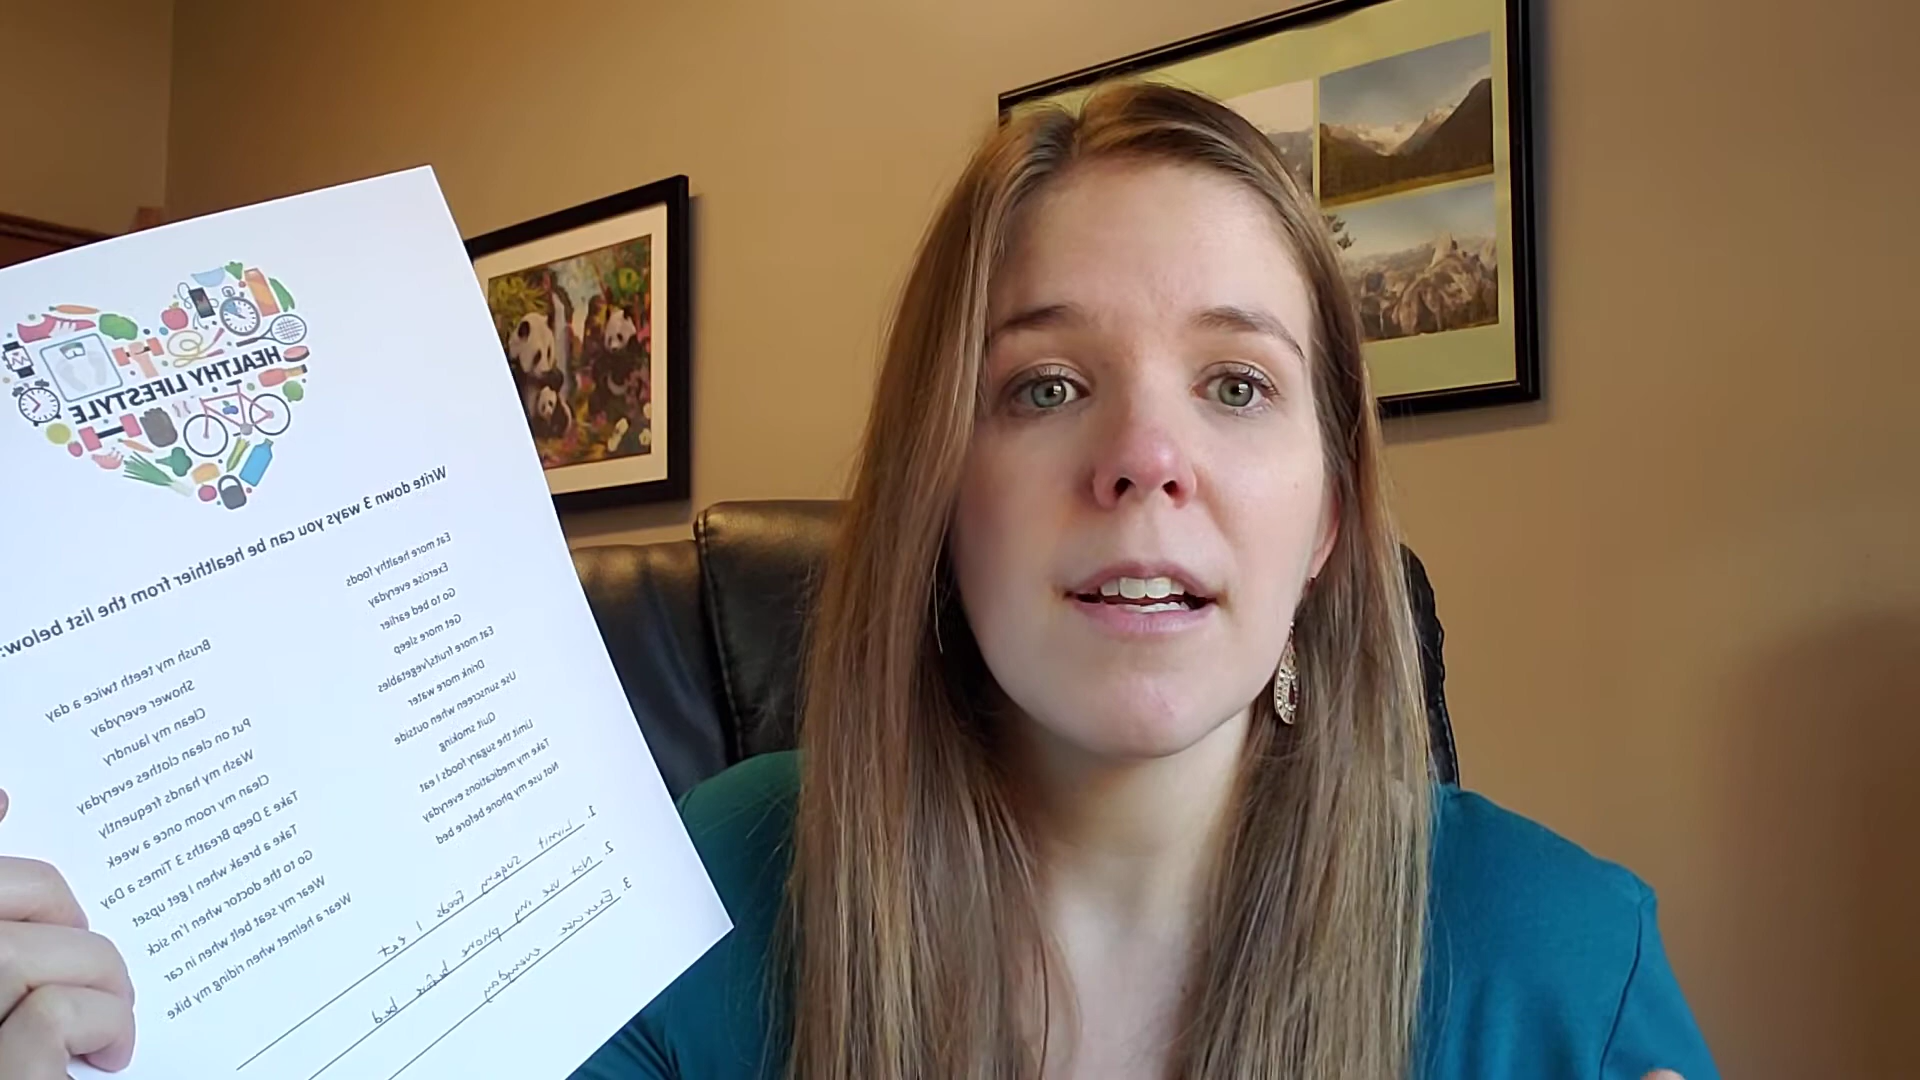 HEALTHY LIFESTYLE
Write down 3 ways you can be healthier from the list below:
Eat more healthy foods
Exercise everyday
Go to bed earlier
Get more sleep
Eat more fruits/vegetables
Drink more water
Use sunscreen when outside
Quit smoking
Limit the sugary foods I eat
Take my medications everyday
Not use my phone before bed
Brush my teeth twice a day
Shower everyday
Clean my laundry
Put on clean clothes everyday
Wash my hands frequently
Clean my room once a week
Take 3 Deep Breaths 3 Times a Day
Take a break when I get upset
Go to the doctor when I'm sick
Wear my seat belt when in car
Wear a helmet when riding my bike
1. Limit sugary foods I eat
2. Not use my phone before bed
3. Exercise everyday